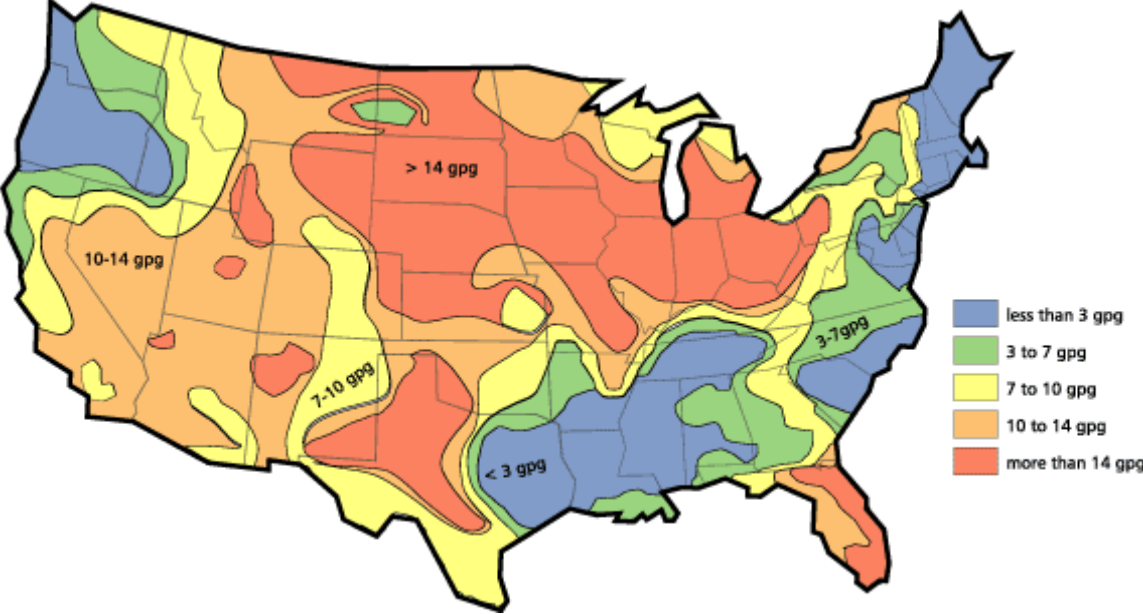 > 14 gpg
10-14 gpg
3-7gpg
7-10 gpg
< 3 gpg
less than 3 gpg
3 to 7 gpg
7 to 10 gpg
10 to 14 gpg
more than 14 gpg